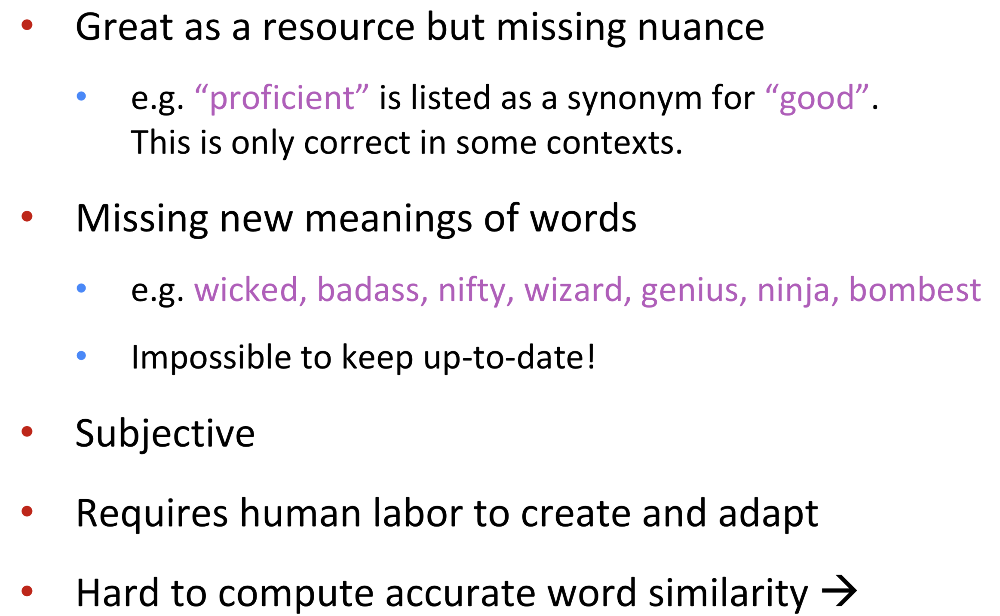 • Great as a resource but missing nuance
• e.g. “proficient” is listed as a synonym for “good”.
This is only correct in some contexts.
• Missing new meanings of words
• e.g. wicked, badass, nifty, wizard, genius, ninja, bombest
• Impossible to keep up-to-date!
• Subjective
• Requires human labor to create and adapt
• Hard to compute accurate word similarity →